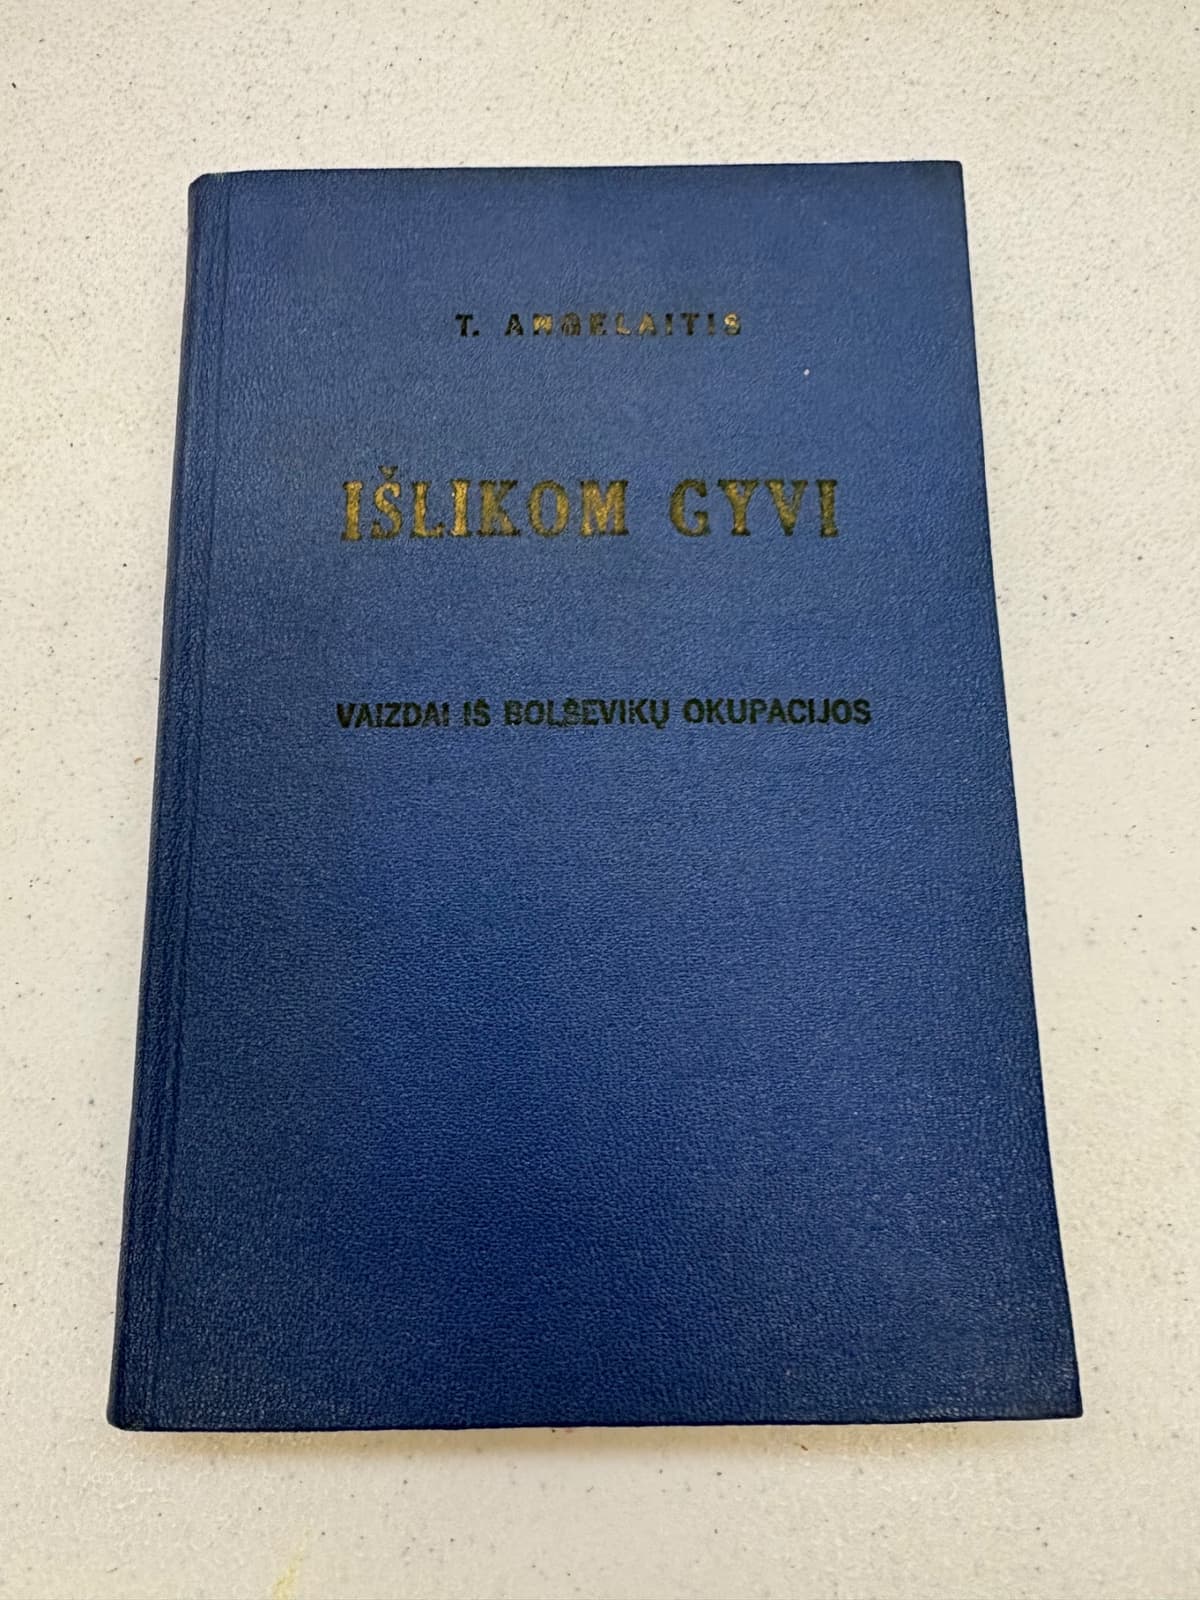 T. ANGELAITIS
IŠLIKOM GYVI
VAIZDAI IŠ BOLŠEVIKŲ OKUPACIJOS